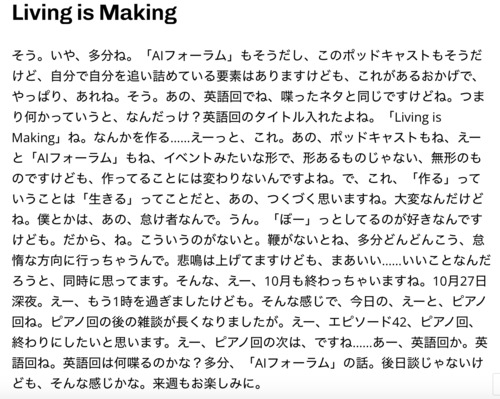 Living is Making
そう。いや、多分ね。「AIフォーラム」もそうだし、このポッドキャストもそうだ
けど、自分で自分を追い詰めている要素はありますけども、これがあるおかげで、
やっぱり、あれね。そう。あの、英語回でね、喋ったネタと同じですけどね。つま
り何かっていうと、なんだっけ？英語回のタイトル入れたよね。「Living is
Making」ね。なんかを作る……えーっと、これ。あの、ポッドキャストもね、えー
と「AIフォーラム」もね、イベントみたいな形で、形あるものじゃない、無形のも
のですけども、作ってることには変わりないんですよね。で、これ、「作る」って
いうことは「生きる」ってことだと、あの、つくづく思いますね。大変なんだけど
ね。僕とかは、あの、怠け者なんで。うん。「ぼー」っとしてるのが好きなんです
けども。だから、ね。こういうのがないと。鞭がないとね、多分どんどんこう、怠
惰な方向に行っちゃうんで。悲鳴は上げてますけども、まあいい……いいことなんだ
ろうと、同時に思ってます。そんな、えー、10月も終わっちゃいますね。10月27日
深夜。えー、もう1時を過ぎましたけども。そんな感じで、今日の、えーと、ピアノ
回ね。ピアノ回の後の雑談が長くなりましたが。えー、エピソード42、ピアノ回、
終わりにしたいと思います。えー、ピアノ回の次は、ですね……あー、英語回か。英
語回ね。英語回は何喋るのかな？多分、「AIフォーラム」の話。後日談じゃないけ
ども、そんな感じかな。来週もお楽しみに。